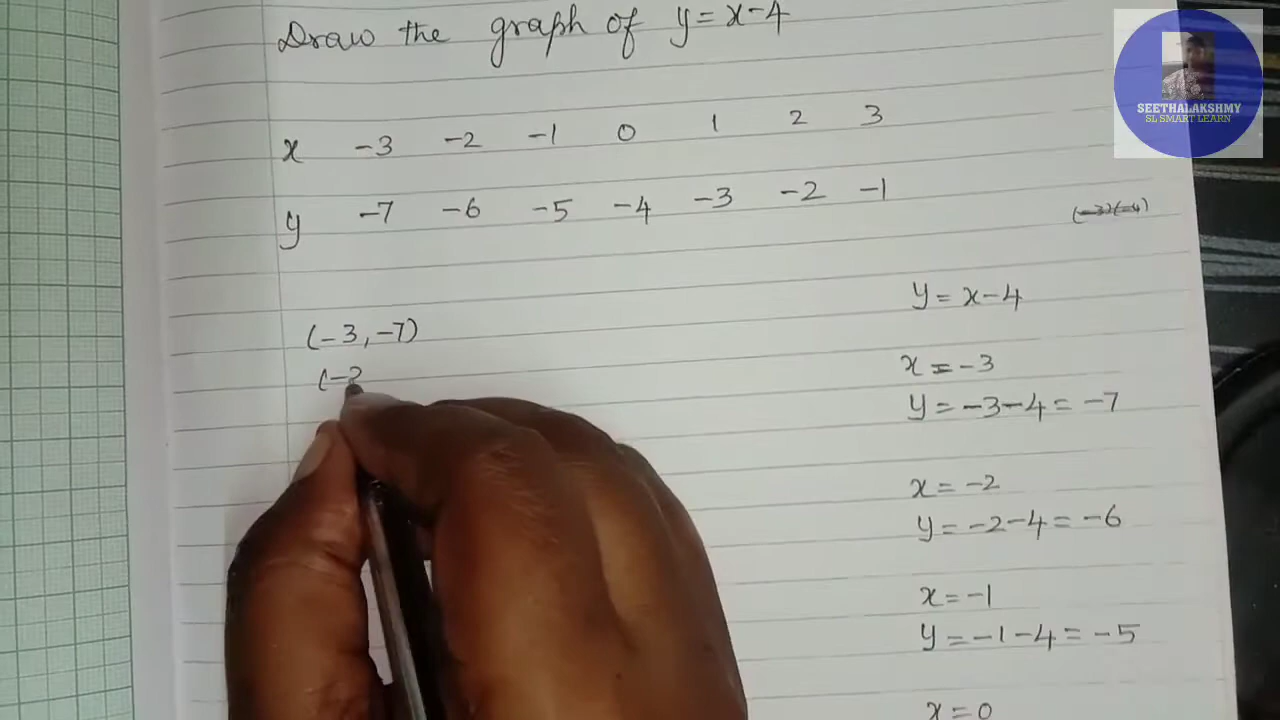 Draw the graph of y=x-4
SEETHALAKSHMY
SL SMART LEARN
x -3 -2 -1 0 1 2 3
y -7 -6 -5 -4 -3 -2 -1
y = x-4
(-3, -7)
(-2
x = -3
y = -3-4 = -7
x = -2
y = -2-4 = -6
x = -1
y = -1-4 = -5
x = 0